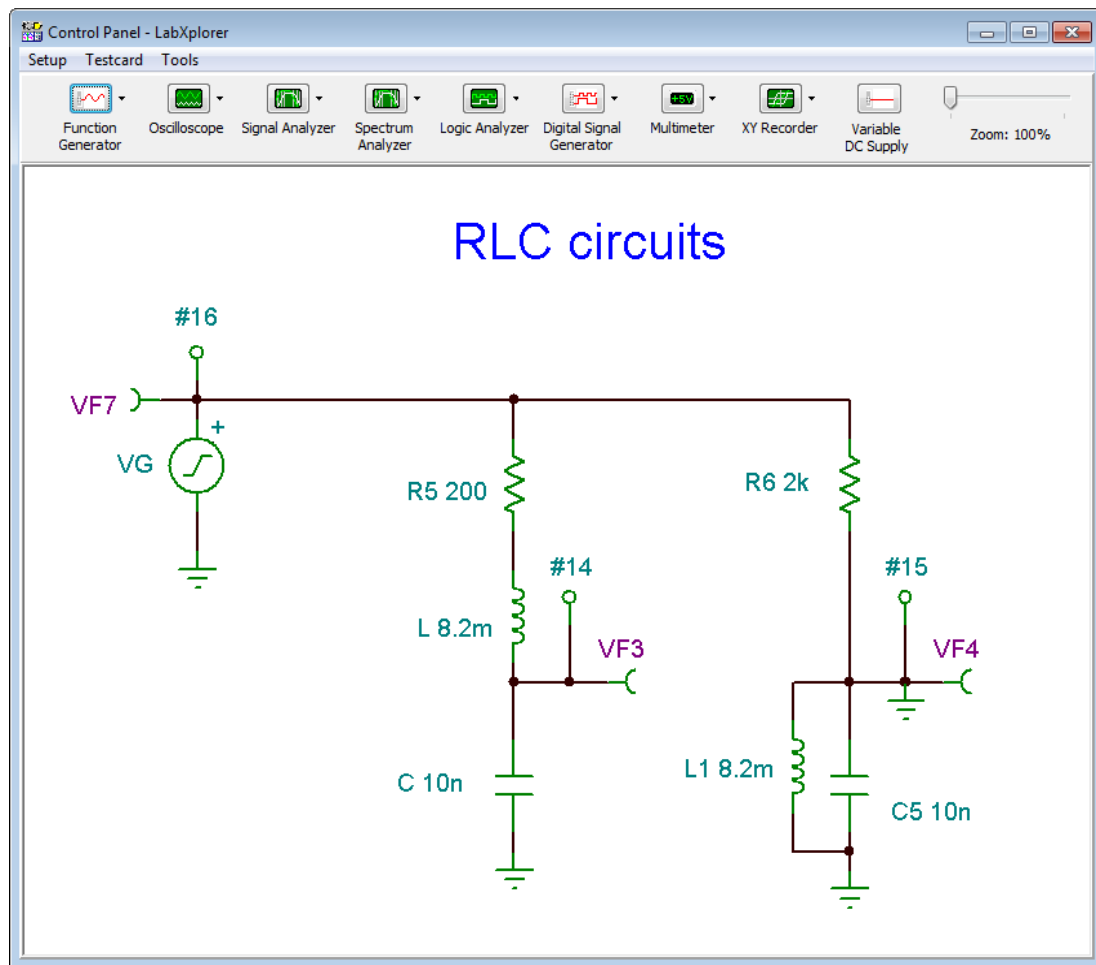 Control Panel - LabXplorer
Setup Testcard Tools
Function Generator
Oscilloscope
Signal Analyzer
Spectrum Analyzer
Logic Analyzer
Digital Signal Generator
+5V
Multimeter
XY Recorder
Variable DC Supply
Zoom: 100%
RLC circuits
#16
VF7
+
VG
R5 200
R6 2k
#14
#15
L 8.2m
VF3
VF4
L1 8.2m
C 10n
C5 10n